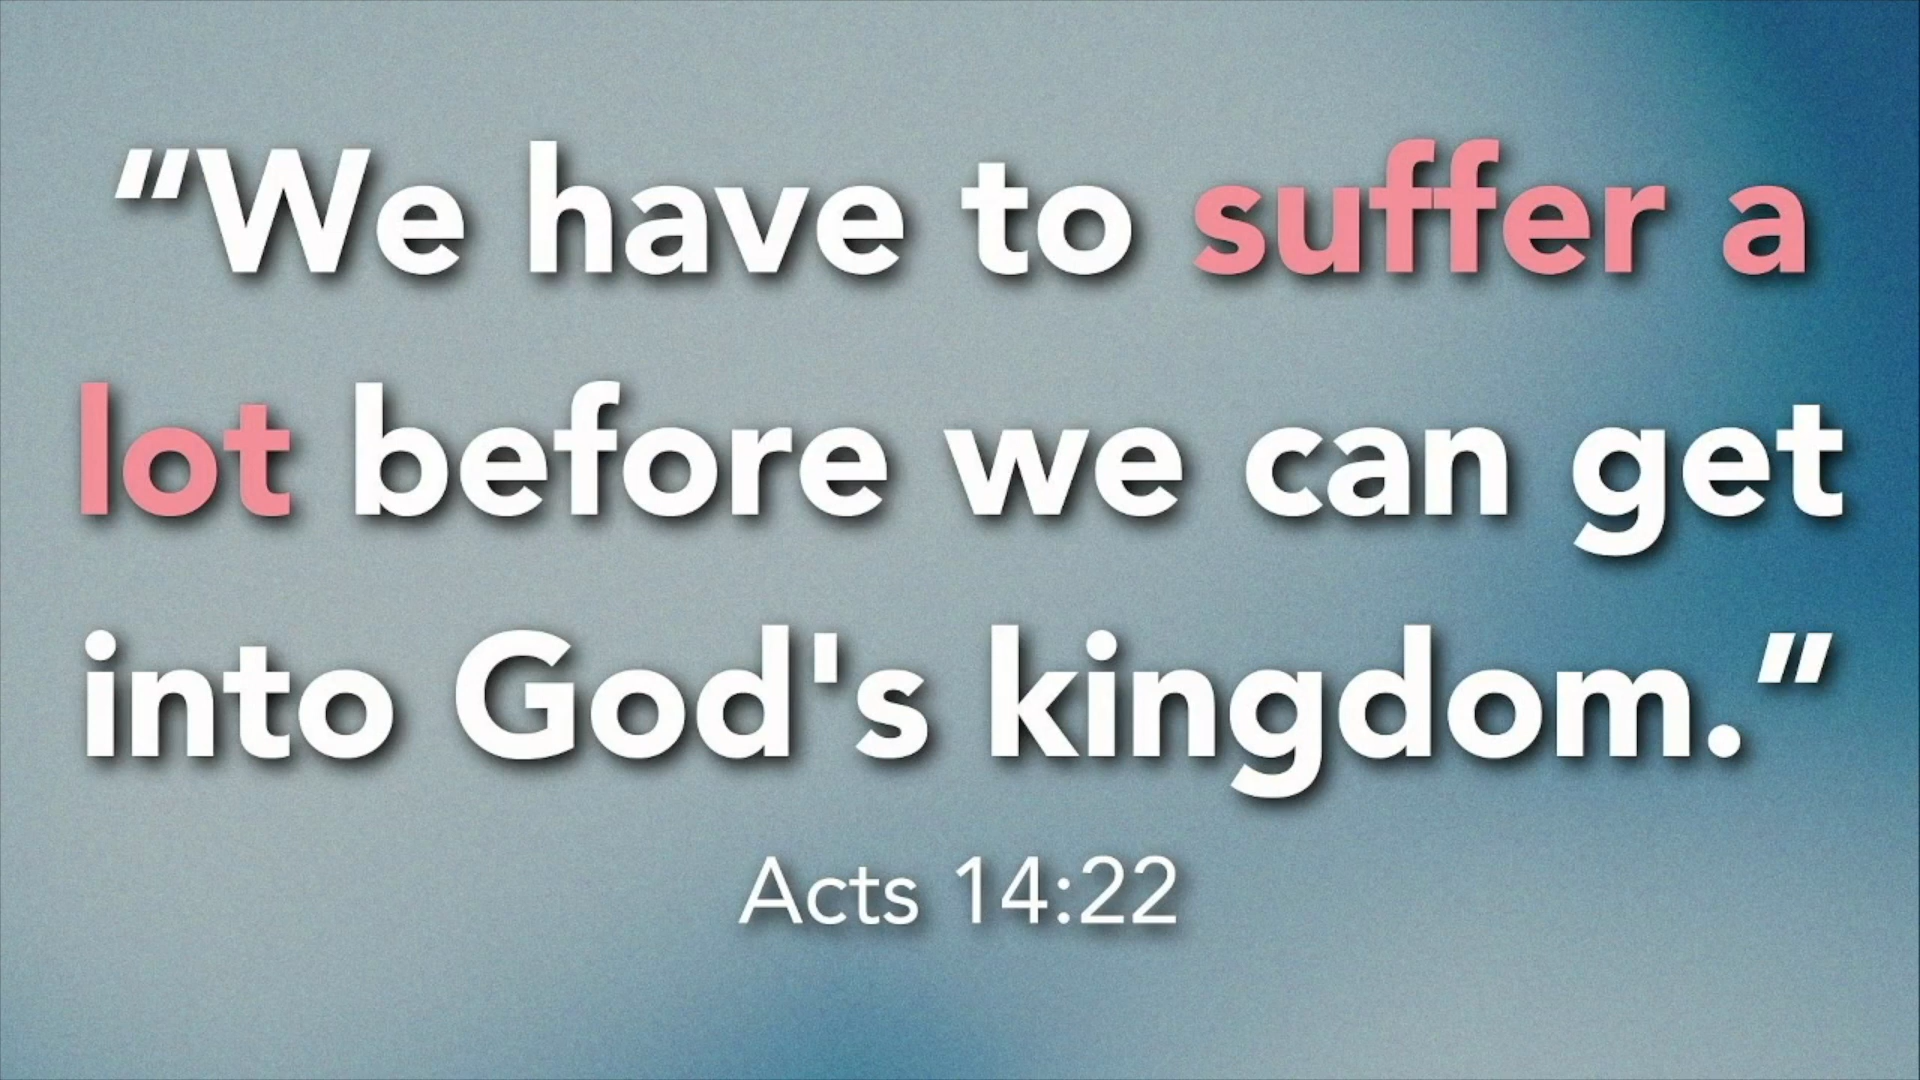 “We have to suffer a
lot before we can get
into God's kingdom.”
Acts 14:22